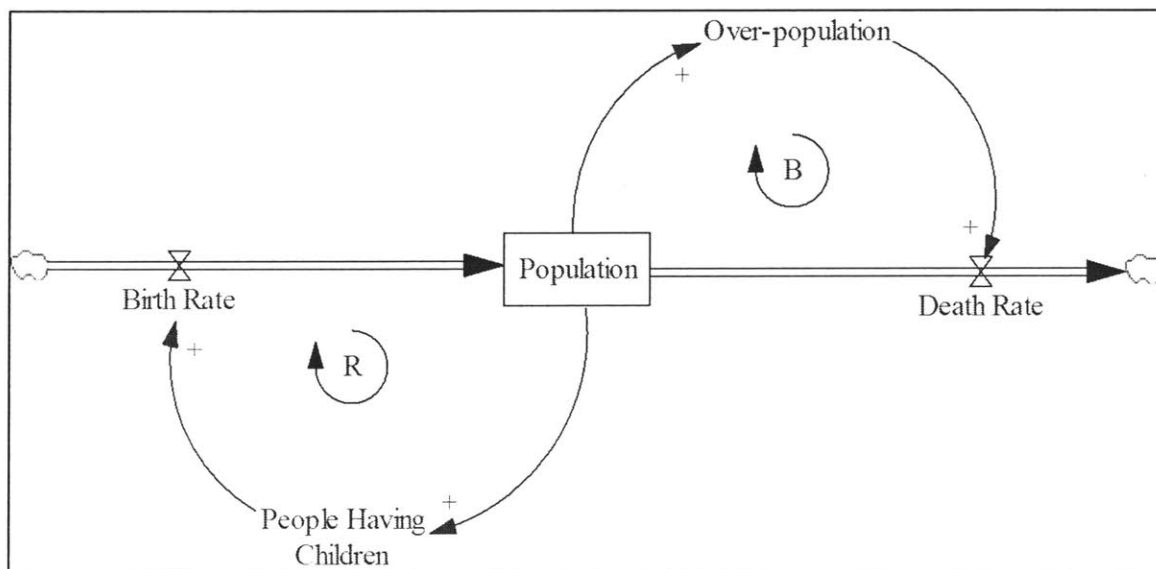 Over-population
+
B
+
Population
Birth Rate
Death Rate
+
R
+
People Having
Children